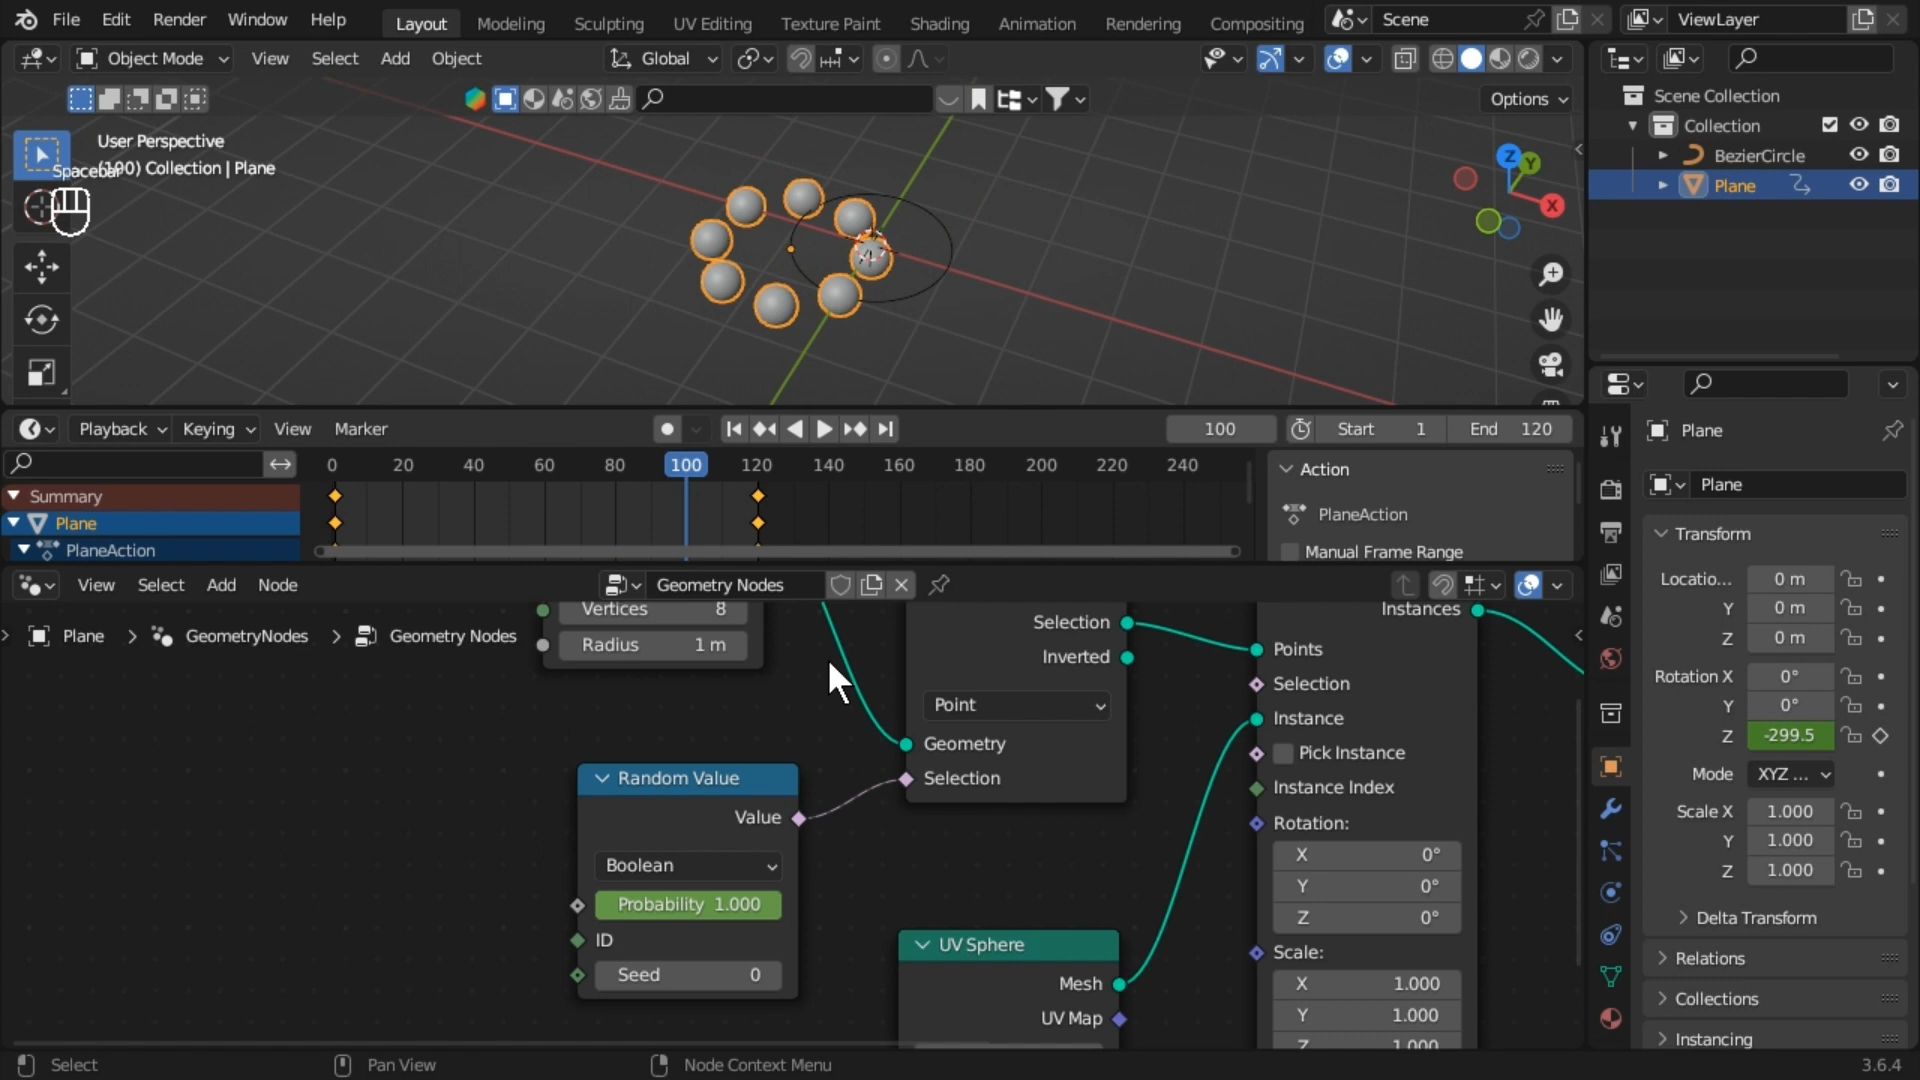 File Edit Render Window Help Layout Modeling Sculpting UV Editing Texture Paint Shading Animation Rendering Compositing Scene ViewLayer
Object Mode View Select Add Object Global
Options
User Perspective
(100) Collection | Plane
Spacebar
Z Y X
Scene Collection
Collection
BezierCircle
Plane
Playback Keying View Marker 100 Start 1 End 120
0 20 40 60 80 100 120 140 160 180 200 220 240
Summary
Plane
PlaneAction
Action
PlaneAction
Manual Frame Range
View Select Add Node Geometry Nodes
Plane > GeometryNodes > Geometry Nodes
Vertices 8
Radius 1 m
Selection
Inverted
Point
Geometry
Selection
Random Value
Value
Boolean
Probability 1.000
ID
Seed 0
UV Sphere
Mesh
UV Map
Instances
Points
Selection
Instance
Pick Instance
Instance Index
Rotation:
X 0°
Y 0°
Z 0°
Scale:
X 1.000
Y 1.000
Z 1.000
Plane
Plane
Transform
Locatio... 0 m
Y 0 m
Z 0 m
Rotation X 0°
Y 0°
Z -299.5
Mode XYZ ...
Scale X 1.000
Y 1.000
Z 1.000
Delta Transform
Relations
Collections
Instancing
Select Pan View Node Context Menu 3.6.4